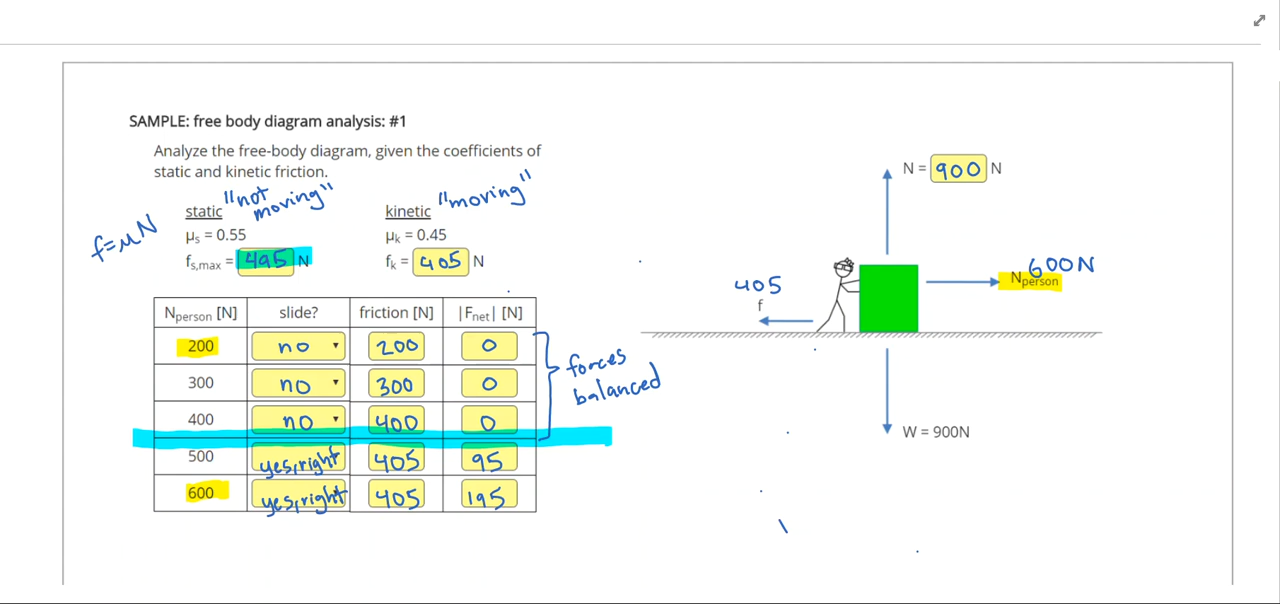 SAMPLE: free body diagram analysis: #1
Analyze the free-body diagram, given the coefficients of
static and kinetic friction.
f=μN
static "not moving"
μs = 0.55
fs,max = 495 N
kinetic "moving"
μk = 0.45
fk = 405 N
Nperson [N] slide? friction [N] |Fnet| [N]
200 no 200 0
300 no 300 0
400 no 400 0
500 yes, right 405 95
600 yes, right 405 195
forces
balanced
N = 900 N
600N
Nperson
405
f
W = 900N